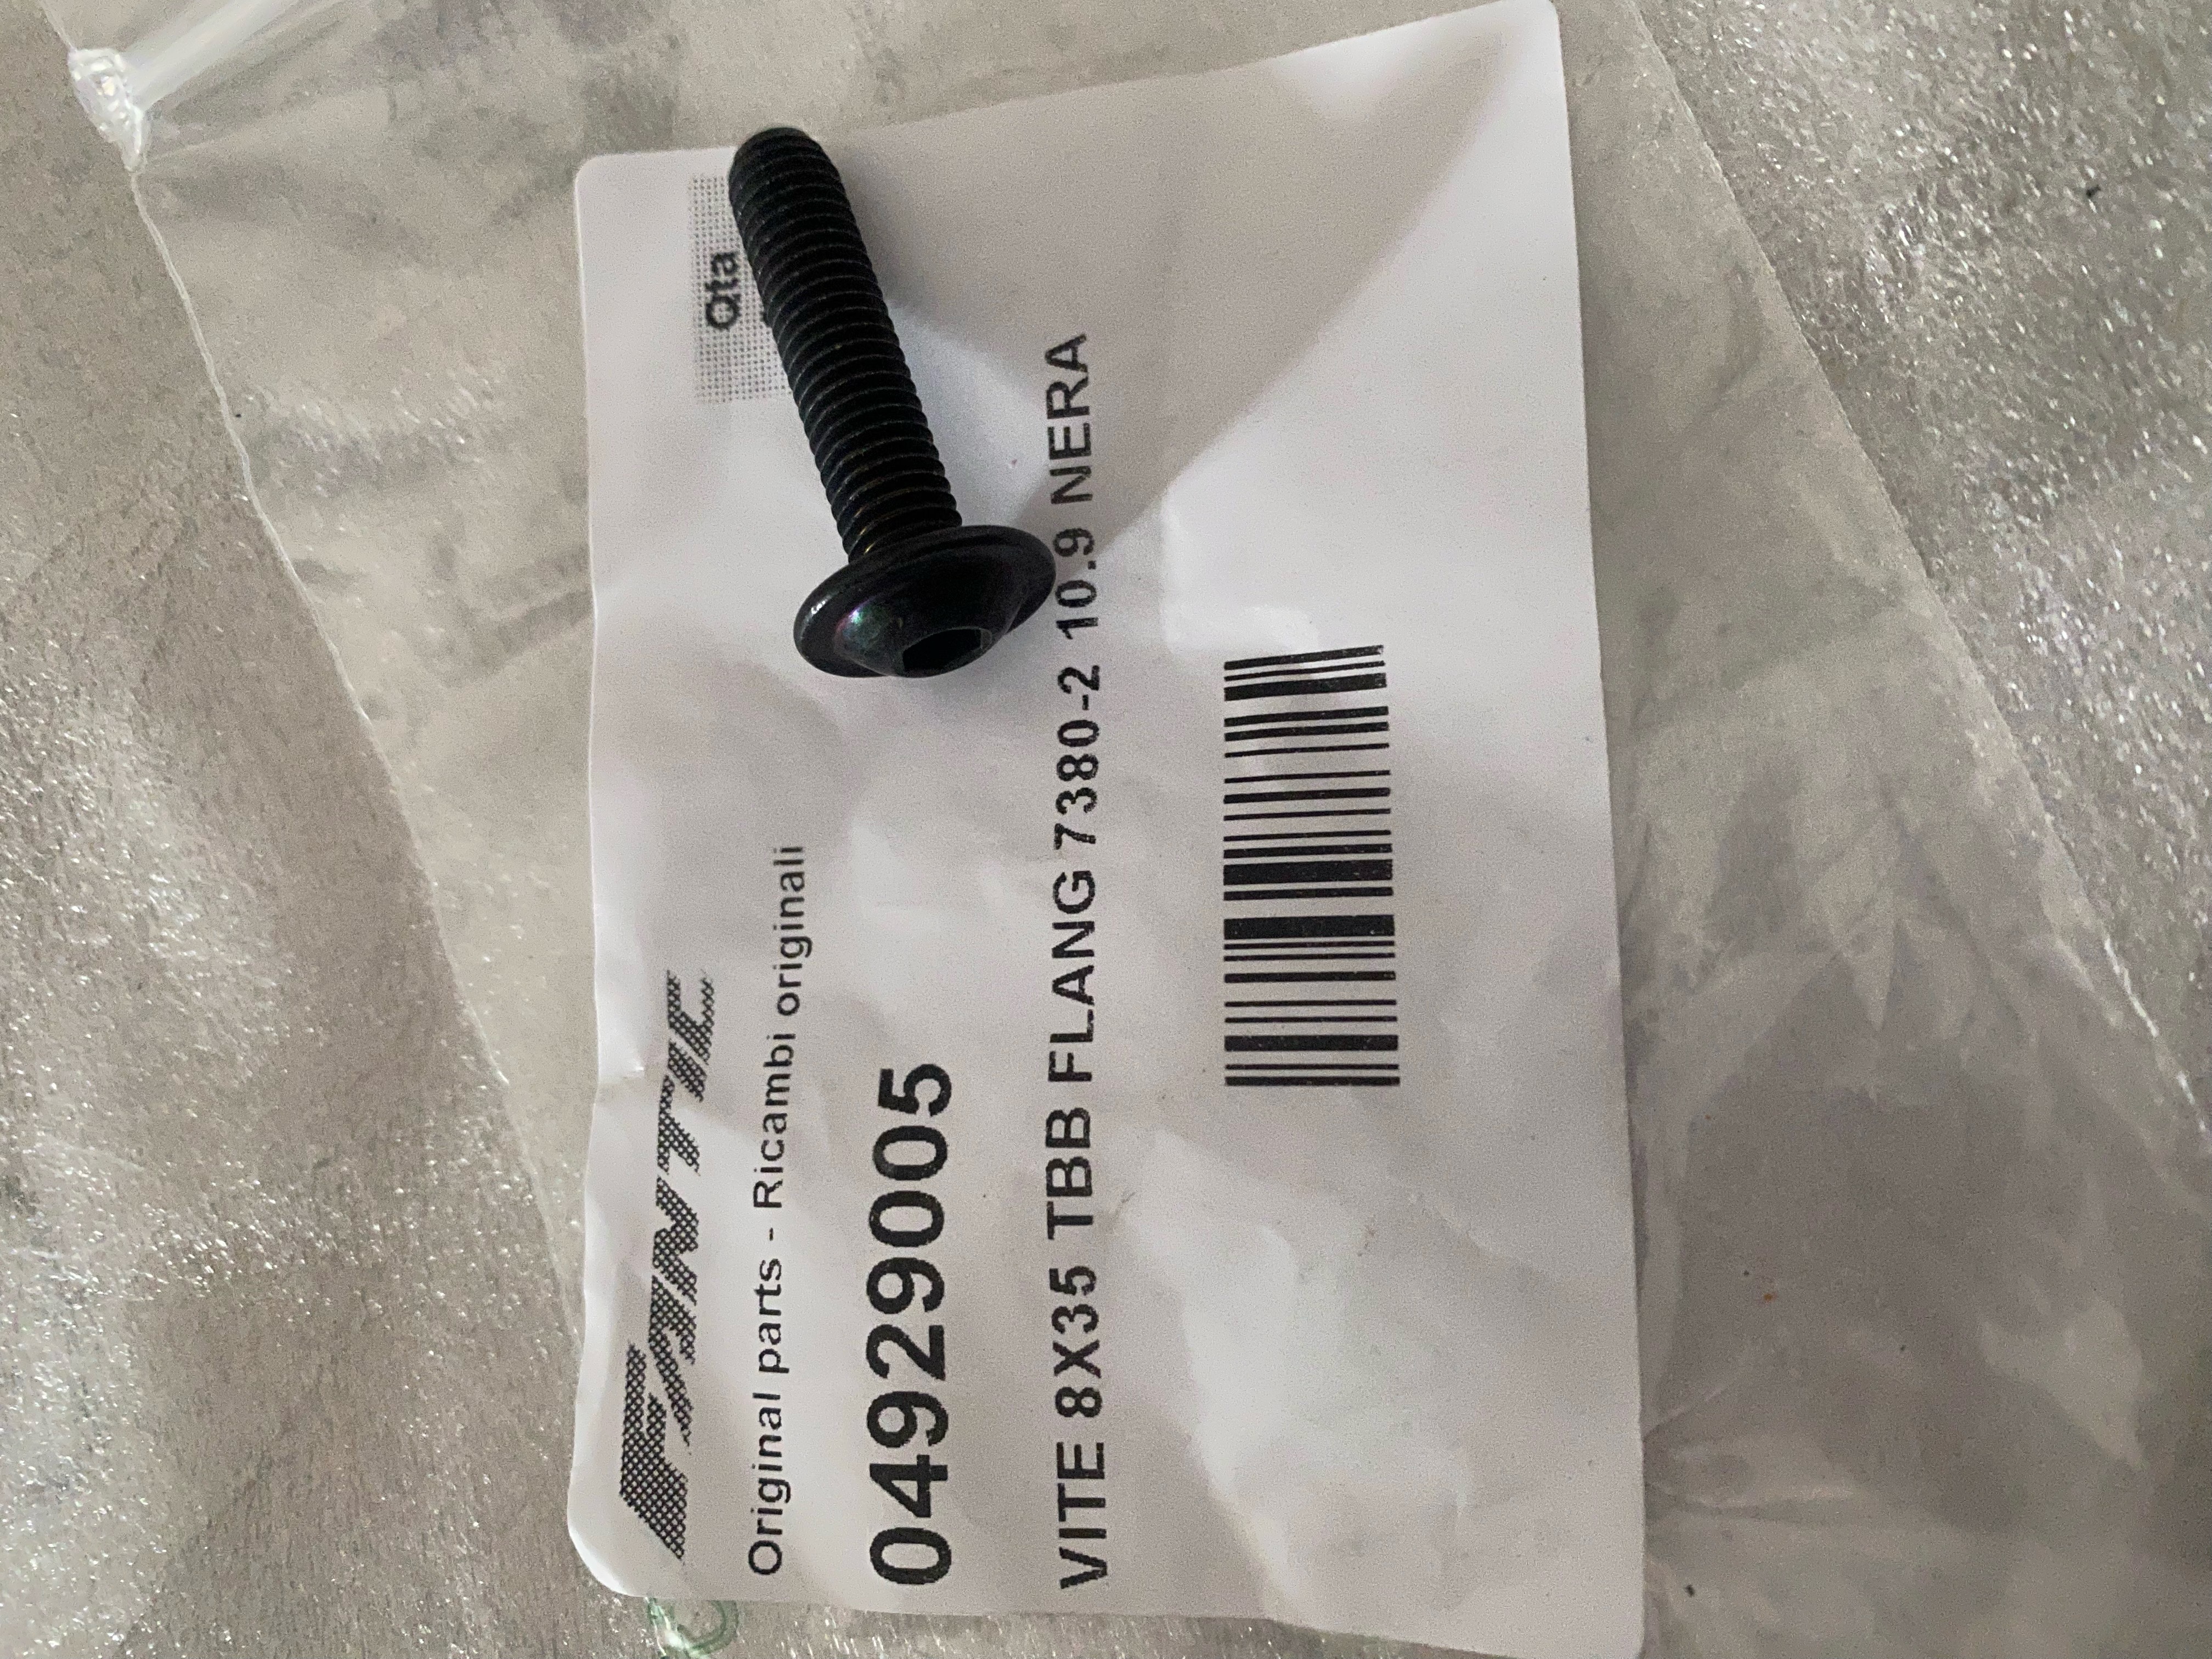 FANTIC
Qta
Original parts - Ricambi originali
04929005
VITE 8X35 TBB FLANG 7380-2 10.9 NERA